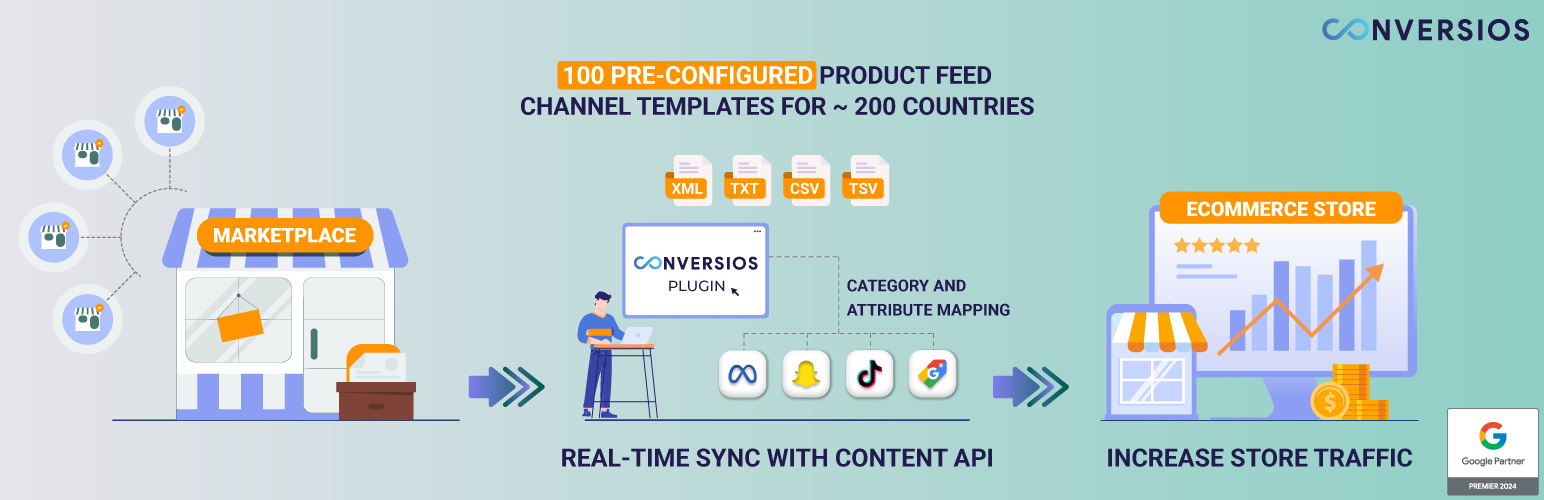 CONVERSIOS
100 PRE-CONFIGURED PRODUCT FEED
CHANNEL TEMPLATES FOR ~ 200 COUNTRIES
XML TXT CSV TSV
MARKETPLACE
CONVERSIOS
PLUGIN
CATEGORY AND
ATTRIBUTE MAPPING
G
REAL-TIME SYNC WITH CONTENT API
ECOMMERCE STORE
$
INCREASE STORE TRAFFIC
G
Google Partner
PREMIER 2024